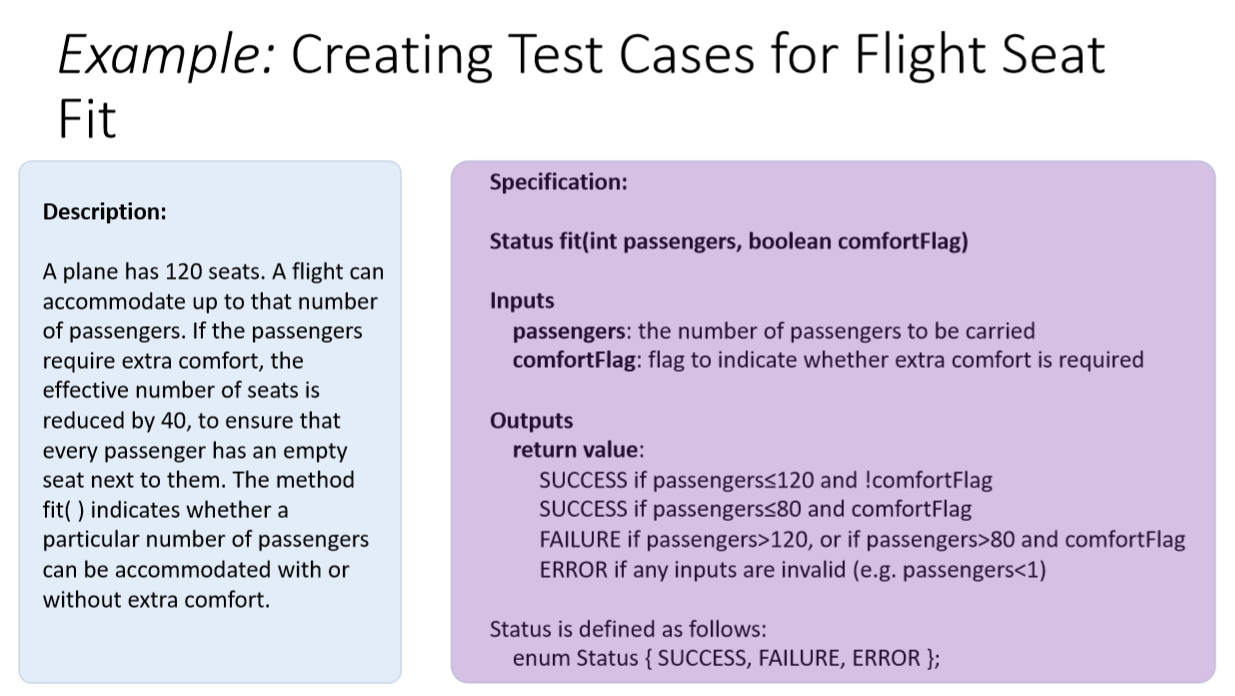 Example: Creating Test Cases for Flight Seat
Fit
Description:
A plane has 120 seats. A flight can
accommodate up to that number
of passengers. If the passengers
require extra comfort, the
effective number of seats is
reduced by 40, to ensure that
every passenger has an empty
seat next to them. The method
fit( ) indicates whether a
particular number of passengers
can be accommodated with or
without extra comfort.
Specification:
Status fit(int passengers, boolean comfortFlag)
Inputs
passengers: the number of passengers to be carried
comfortFlag: flag to indicate whether extra comfort is required
Outputs
return value:
SUCCESS if passengers≤120 and !comfortFlag
SUCCESS if passengers≤80 and comfortFlag
FAILURE if passengers>120, or if passengers>80 and comfortFlag
ERROR if any inputs are invalid (e.g. passengers<1)
Status is defined as follows:
enum Status { SUCCESS, FAILURE, ERROR };